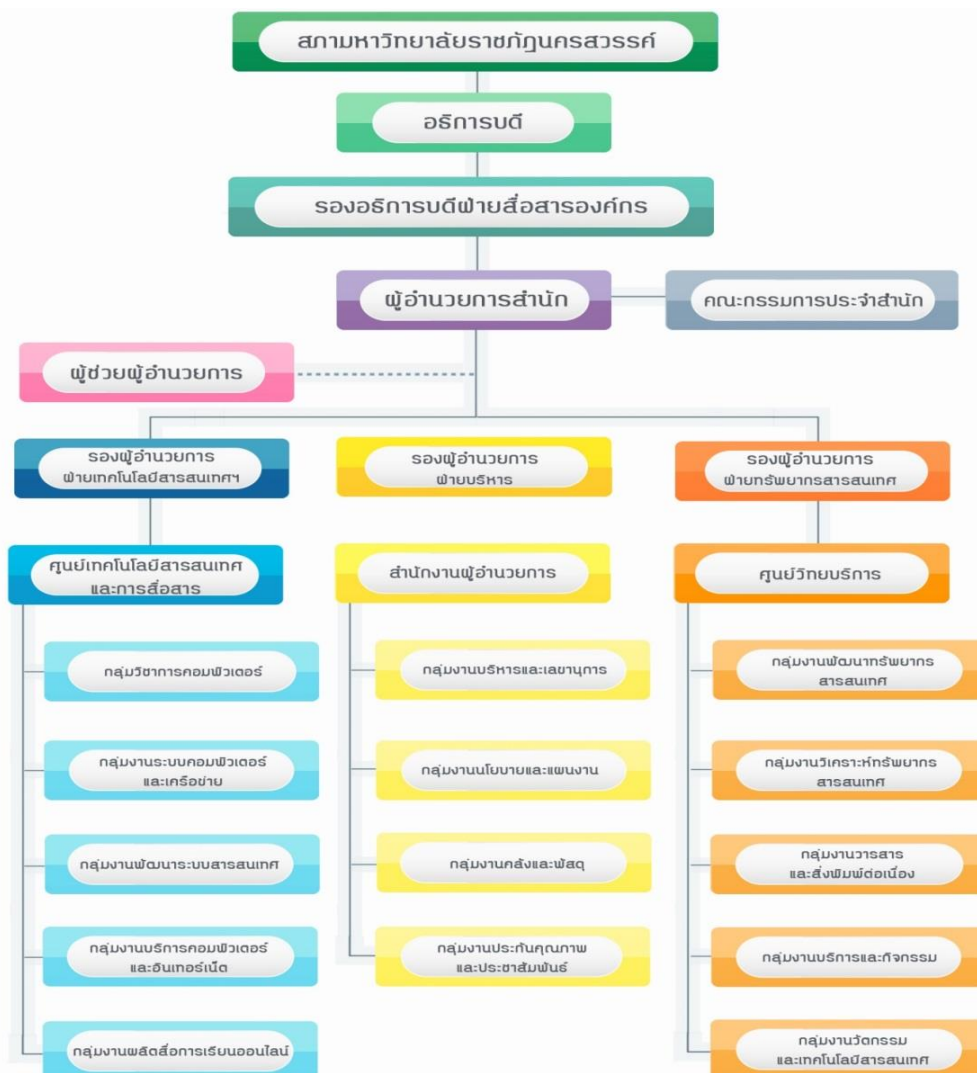 สภามหาวิทยาลัยราชภัฏนครสวรรค์
อธิการบดี
รองอธิการบดีฝ่ายสื่อสารองค์กร
ผู้อำนวยการสำนัก
คณะกรรมการประจำสำนัก
ผู้ช่วยผู้อำนวยการ
รองผู้อำนวยการ
ฝ่ายเทคโนโลยีสารสนเทศฯ
รองผู้อำนวยการ
ฝ่ายบริหาร
รองผู้อำนวยการ
ฝ่ายทรัพยากรสารสนเทศ
ศูนย์เทคโนโลยีสารสนเทศ
และการสื่อสาร
สำนักงานผู้อำนวยการ
ศูนย์วิทยบริการ
กลุ่มวิชาการคอมพิวเตอร์
กลุ่มงานระบบคอมพิวเตอร์
และเครือข่าย
กลุ่มงานพัฒนาระบบสารสนเทศ
กลุ่มงานบริการคอมพิวเตอร์
และอินเทอร์เน็ต
กลุ่มงานผลิตสื่อการเรียนออนไลน์
กลุ่มงานบริหารและเลขานุการ
กลุ่มงานนโยบายและแผนงาน
กลุ่มงานคลังและพัสดุ
กลุ่มงานประกันคุณภาพ
และประชาสัมพันธ์
กลุ่มงานพัฒนาทรัพยากร
สารสนเทศ
กลุ่มงานวิเคราะห์ทรัพยากร
สารสนเทศ
กลุ่มงานวารสาร
และสิ่งพิมพ์ต่อเนื่อง
กลุ่มงานบริการและกิจกรรม
กลุ่มงานวัตกรรม
และเทคโนโลยีสารสนเทศ